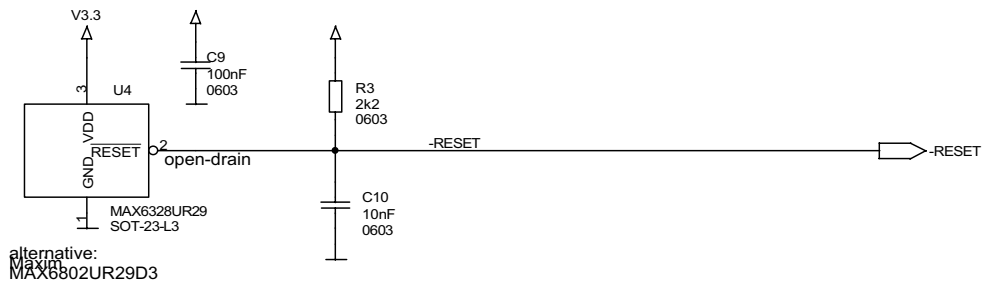 V3.3
C9
100nF
0603
3
U4
R3
2k2
0603
VDD
RESET
2
-RESET
-RESET
open-drain
GND
C10
10nF
0603
1
MAX6328UR29
SOT-23-L3
alternative:
Maxim
MAX6802UR29D3